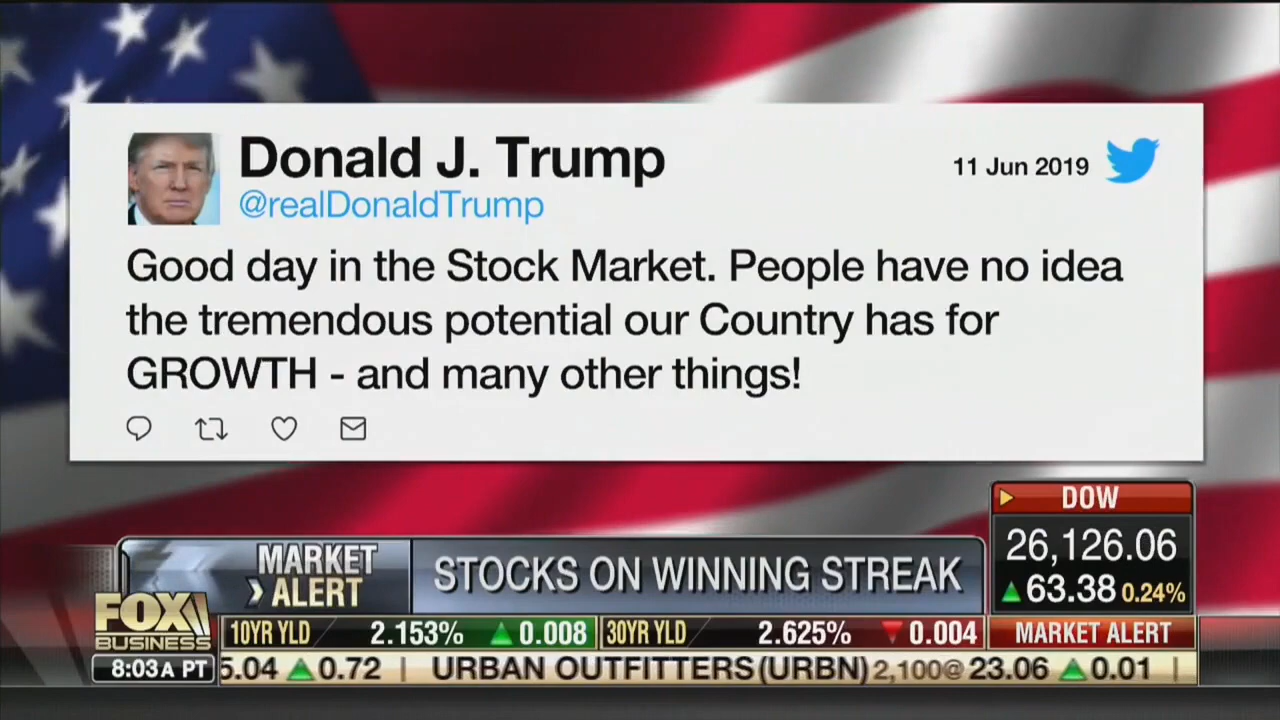 Donald J. Trump
@realDonaldTrump
11 Jun 2019
Good day in the Stock Market. People have no idea
the tremendous potential our Country has for
GROWTH - and many other things!
MARKET
ALERT
STOCKS ON WINNING STREAK
DOW
26,126.06
63.38 0.24%
FOX
BUSINESS
10YR YLD 2.153% 0.008 30YR YLD 2.625% 0.004
MARKET ALERT
8:03A PT
5.04 0.72 | URBAN OUTFITTERS(URBN) 2,100@ 23.06 0.01 |